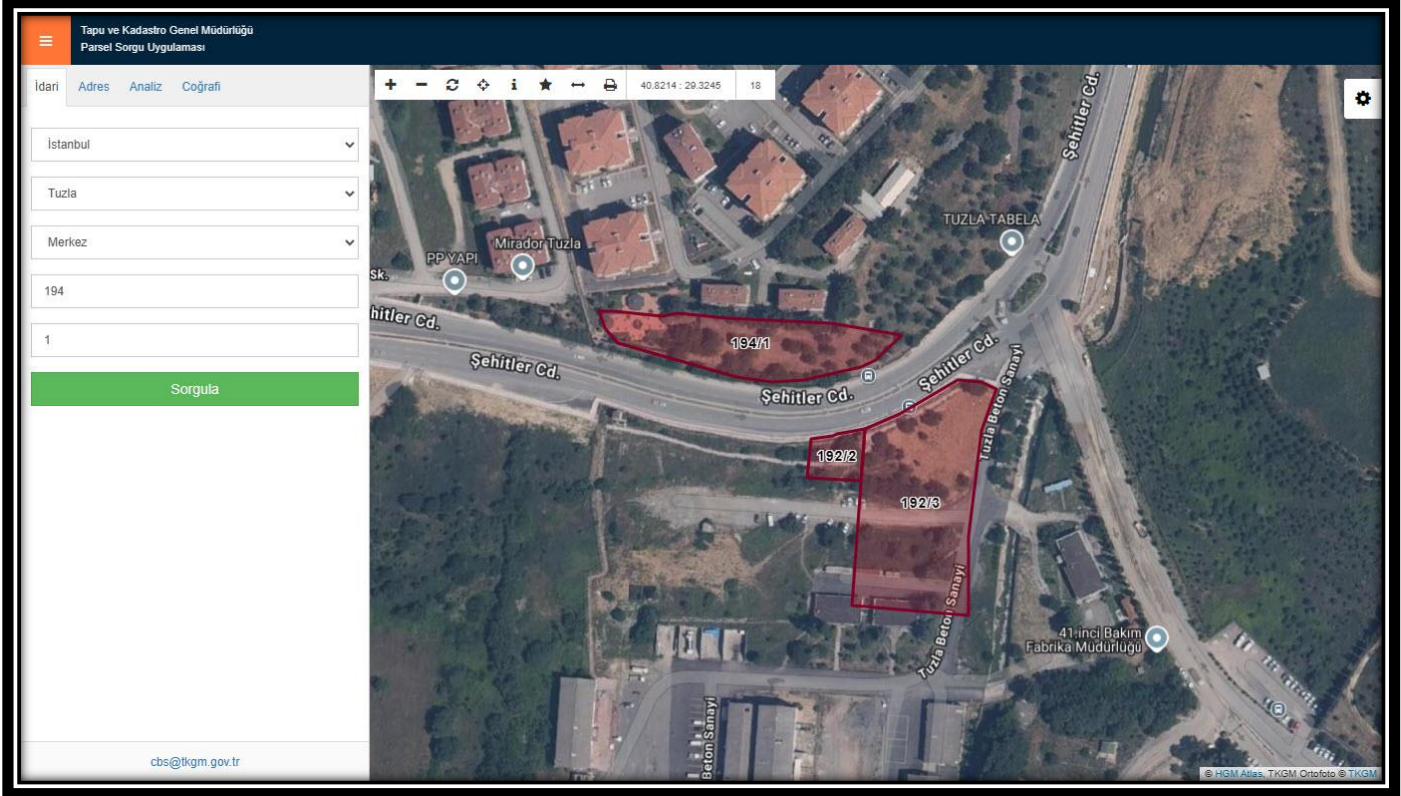 Tapu ve Kadastro Genel Müdürlüğü
Parsel Sorgu Uygulaması
İdari Adres Analiz Coğrafi
40.8214 : 29.3245 18
İstanbul
Tuzla
Merkez
194
1
Sorgula
cbs@tkgm.gov.tr
Şehitler Cd.
TUZLA TABELA
Mirador Tuzla
PP YAPI
Sk.
hitler Cd.
194/1
Şehitler Cd.
Şehitler Cd.
Şehitler Cd.
Tuzla Beton Sanayi
192/2
192/3
Tuzla Beton Sanayi
41.inci Bakım
Fabrika Müdürlüğü
Beton Sanayi
© HGM Atlas, TKGM Ortofoto © TKGM